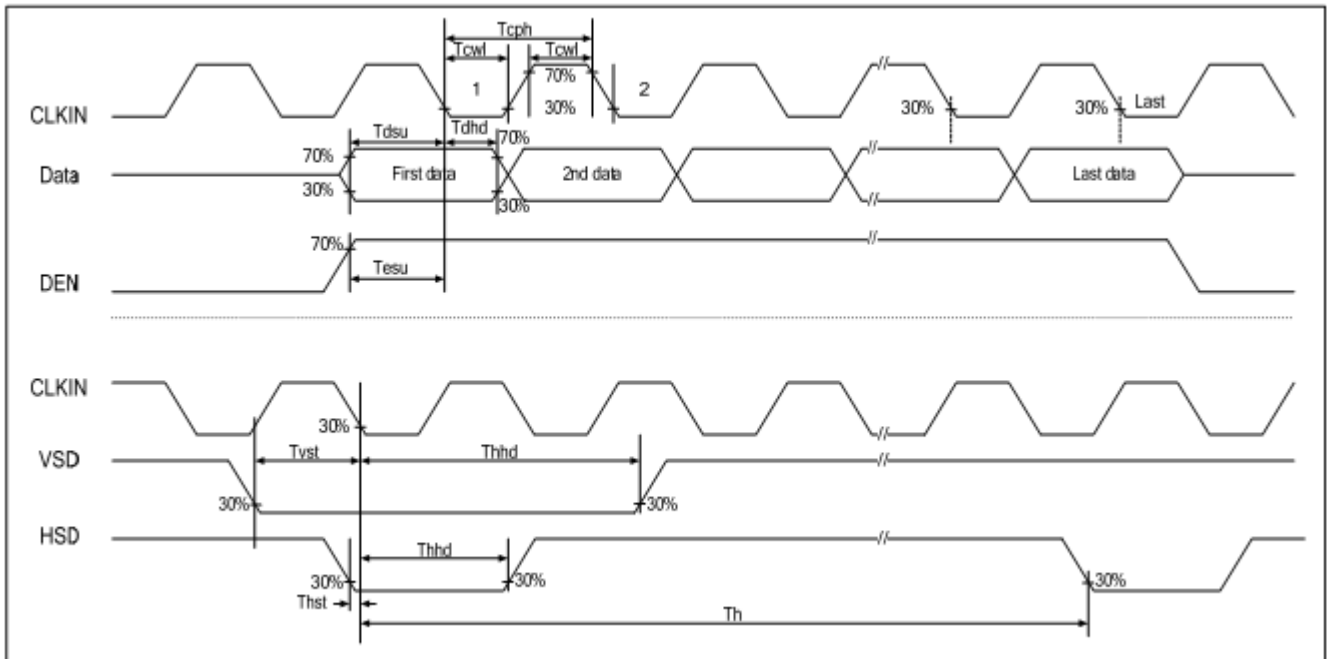 Tcph
Tcwl Tcwl
70%
1 2
CLKIN 30% 30% 30% Last
Tdsu Tdhd
70% 70%
Data First data 2nd data // Last data
30% 30%
70% //
Tesu
DEN
CLKIN
30% //
Tvst Thhd
VSD //
30% 30%
HSD //
Thhd
30% 30% 30%
Thst
Th